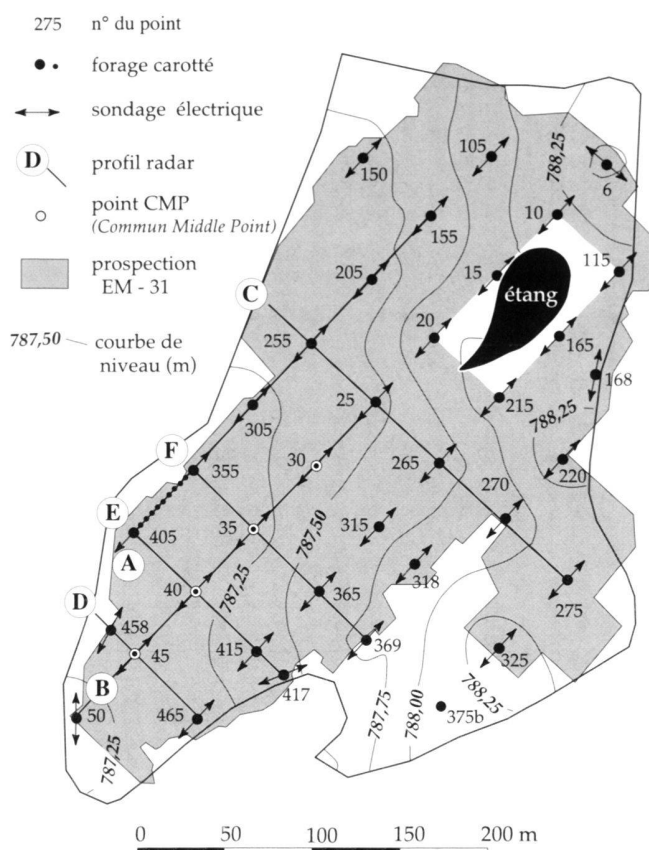 275 n° du point
forage carotté
sondage électrique
D profil radar
point CMP
(Commun Middle Point)
prospection
EM - 31
787,50 courbe de
niveau (m)
150
105
788,25
6
155
10
205
15
115
C
étang
255
20
165
168
25
215
305
788,25
F
30
265
220
355
270
E
35
315
787,50
405
A
318
40
787,25
365
275
D
458
369
415
325
45
417
B
787,75
788,00
788,25
50
465
375b
787,25
0 50 100 150 200 m